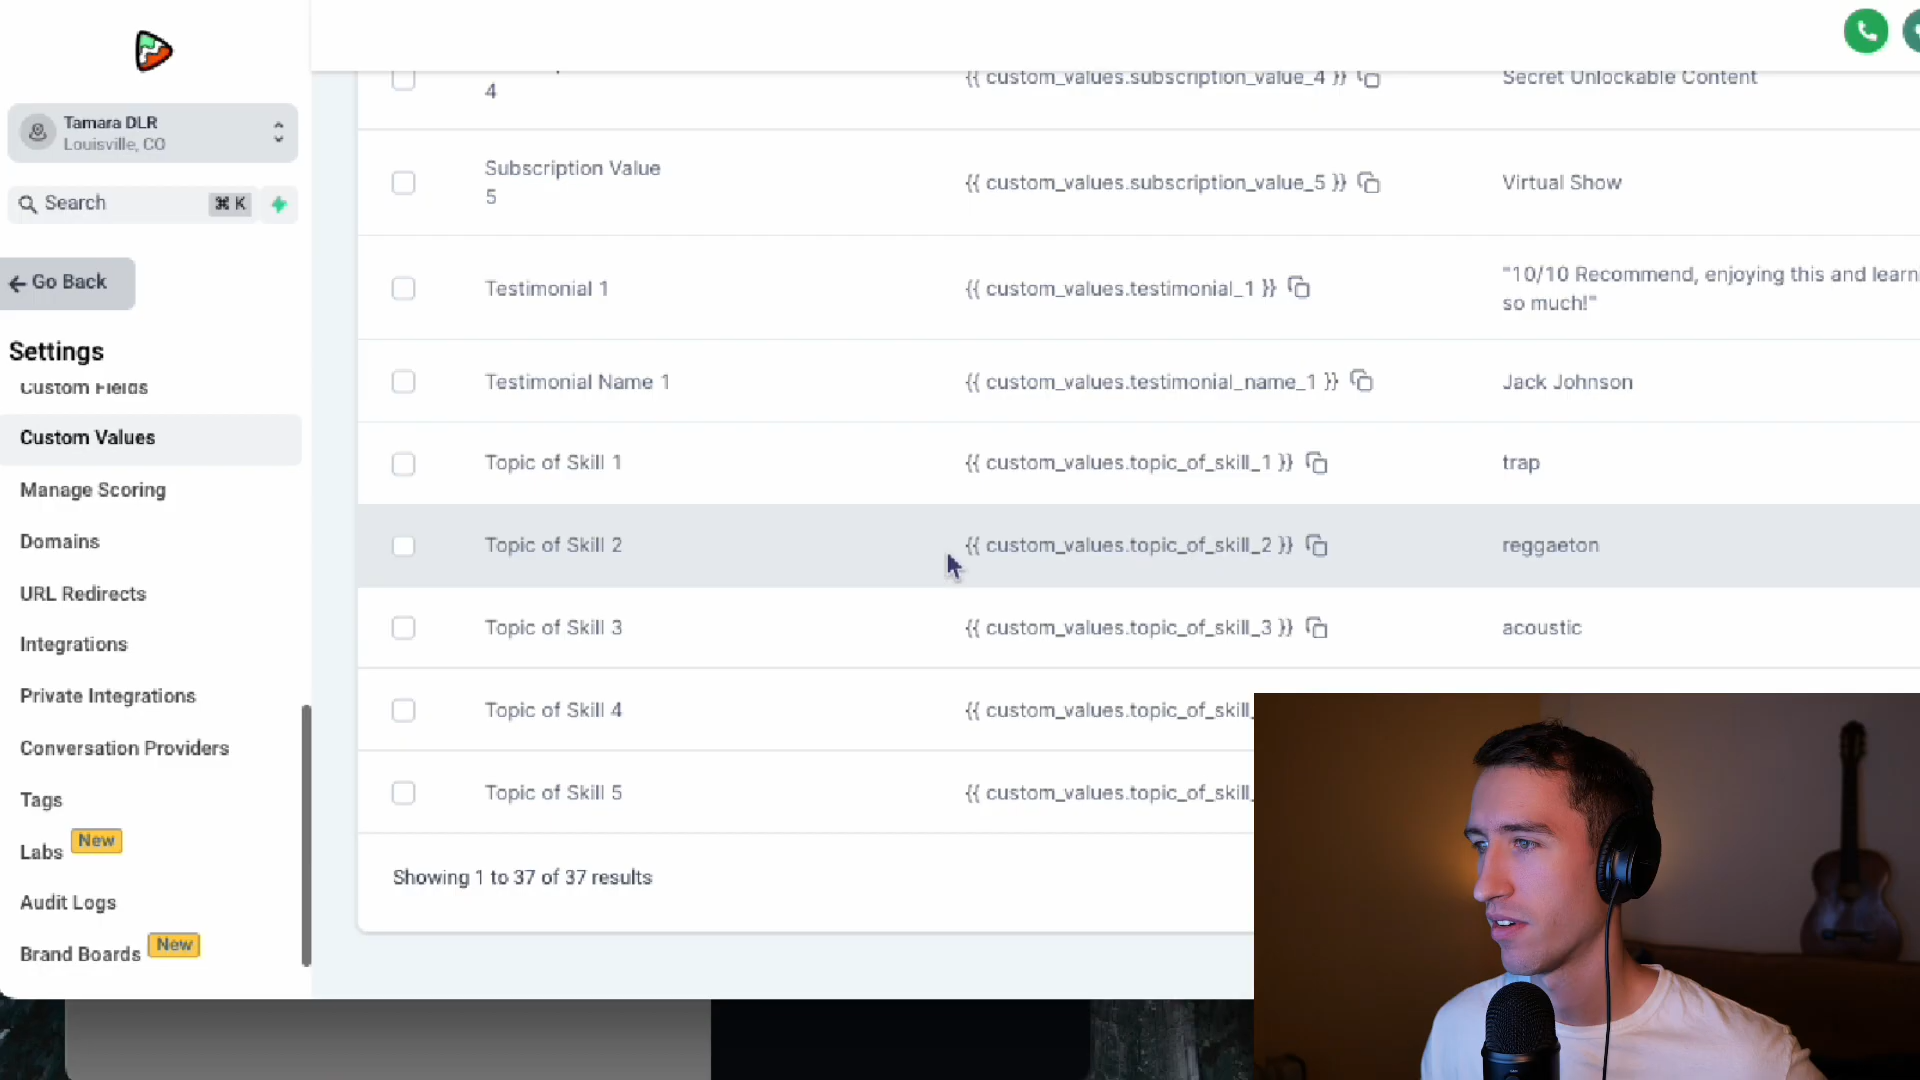 Tamara DLR
Louisville, CO
Search
⌘ K
Go Back
Settings
Custom Fields
Custom Values
Manage Scoring
Domains
URL Redirects
Integrations
Private Integrations
Conversation Providers
Tags
Labs New
Audit Logs
Brand Boards New
4
{{ custom_values.subscription_value_4 }}
Secret Unlockable Content
Subscription Value
5
{{ custom_values.subscription_value_5 }}
Virtual Show
Testimonial 1
{{ custom_values.testimonial_1 }}
"10/10 Recommend, enjoying this and learn
so much!"
Testimonial Name 1
{{ custom_values.testimonial_name_1 }}
Jack Johnson
Topic of Skill 1
{{ custom_values.topic_of_skill_1 }}
trap
Topic of Skill 2
{{ custom_values.topic_of_skill_2 }}
reggaeton
Topic of Skill 3
{{ custom_values.topic_of_skill_3 }}
acoustic
Topic of Skill 4
{{ custom_values.topic_of_skill_
Topic of Skill 5
{{ custom_values.topic_of_skill_
Showing 1 to 37 of 37 results